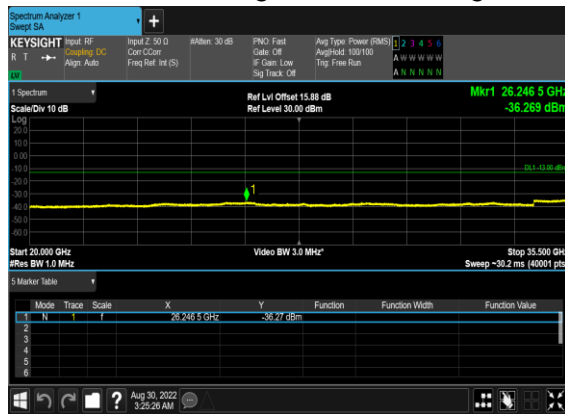 Spectrum Analyzer 1
Swept SA
+
KEYSIGHT Input: RF Input Z: 50 Ω #Atten: 30 dB PNO: Fast Avg Type: Power (RMS) 1 2 3 4 5 6
R T Coupling: DC Corr CCorr Gate: Off Avg|Hold: 100/100 A W W W W W
Align: Auto Freq Ref: Int (S) IF Gain: Low Trig: Free Run
LXI Sig Track: Off A N N N N N
1 Spectrum Ref Lvl Offset 15.88 dB Mkr1 26.246 5 GHz
Scale/Div 10 dB Ref Level 30.00 dBm -36.269 dBm
Log
20.0
10.0
0.00
-10.0 DL1 -13.00 dBm
-20.0
-30.0 1
-40.0
-50.0
-60.0
Start 20.000 GHz Video BW 3.0 MHz* Stop 35.500 GHz
#Res BW 1.0 MHz Sweep ~30.2 ms (40001 pts
5 Marker Table
Mode Trace Scale X Y Function Function Width Function Value
1 N 1 f 26.246 5 GHz -36.27 dBm
2
3
4
5
6
? Aug 30, 2022
3:25:26 AM